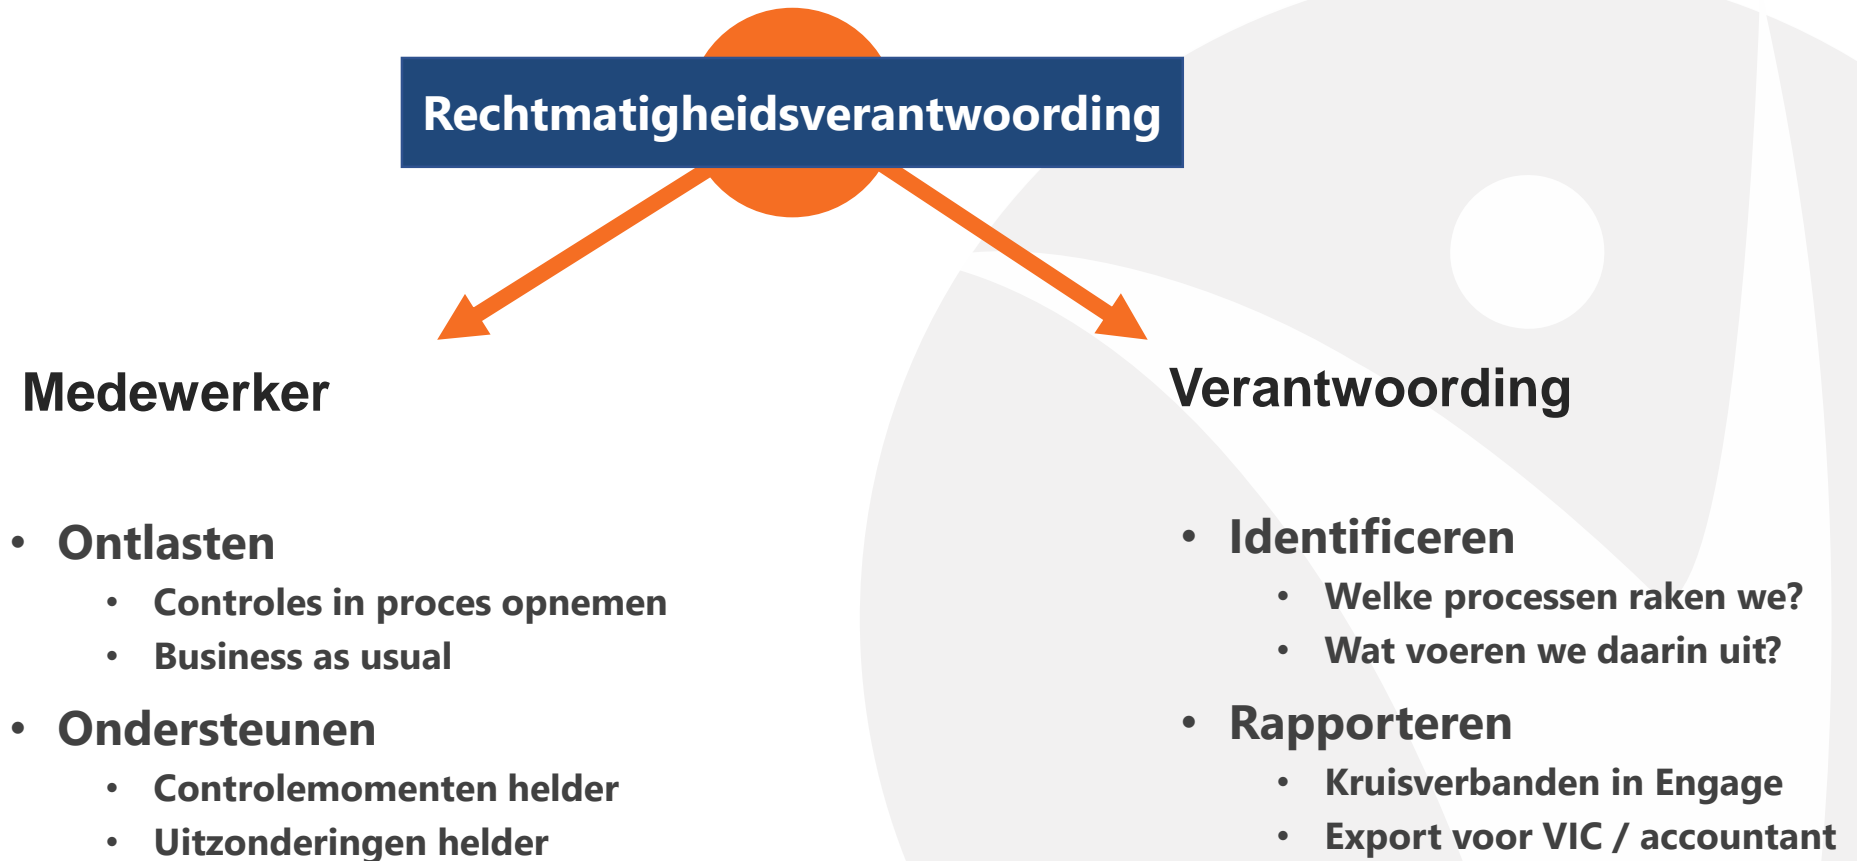 Rechtmatigheidsverantwoording
Medewerker
• Ontlasten
• Controles in proces opnemen
• Business as usual
• Ondersteunen
• Controlemomenten helder
• Uitzonderingen helder
Verantwoording
• Identificeren
• Welke processen raken we?
• Wat voeren we daarin uit?
• Rapporteren
• Kruisverbanden in Engage
• Export voor VIC / accountant